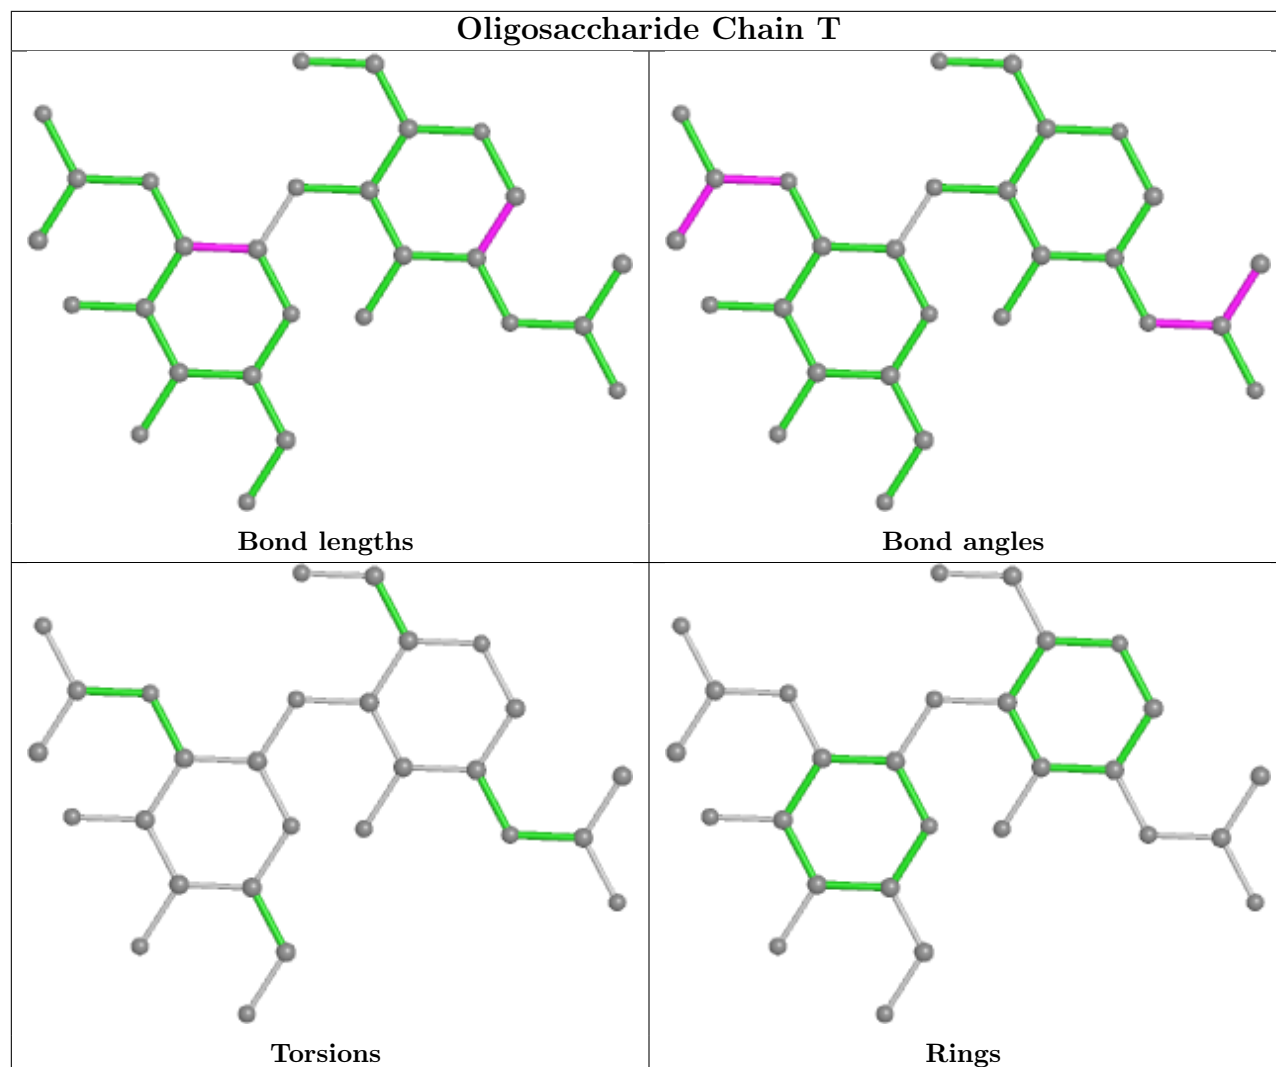 Oligosaccharide Chain T
Bond lengths
Bond angles
Torsions
Rings